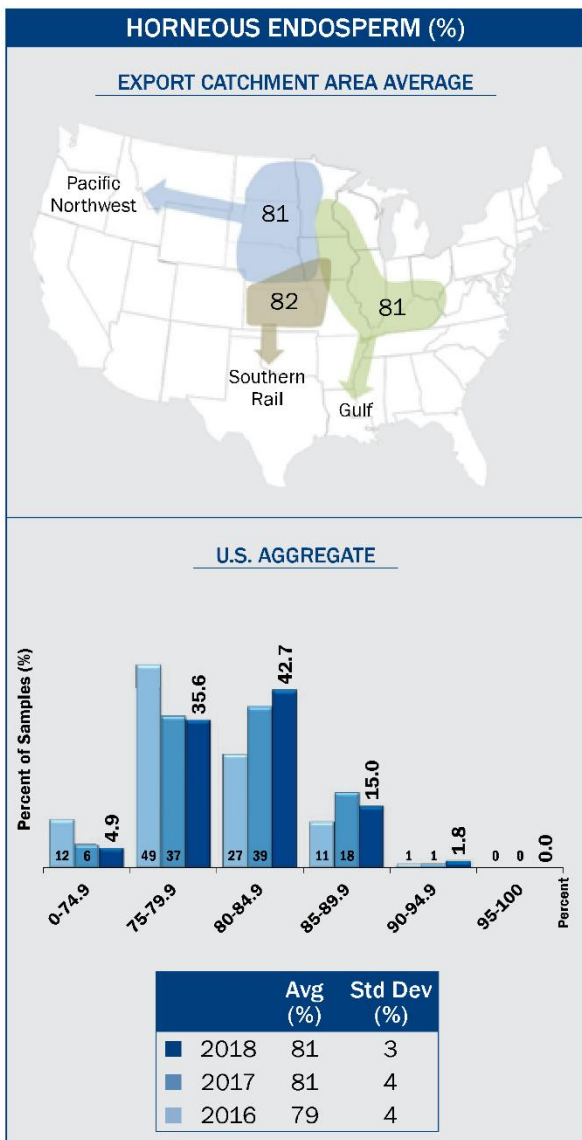 HORNEOUS ENDOSPERM (%)
EXPORT CATCHMENT AREA AVERAGE
Pacific
Northwest
81
82
81
Southern
Rail
Gulf
U.S. AGGREGATE
Percent of Samples (%)
12 6 4.9
49 37 35.6
27 39 42.7
11 18 15.0
1 1 1.8
0 0 0.0
0-74.9 75-79.9 80-84.9 85-89.9 90-94.9 95-100 Percent
Avg Std Dev
(%) (%)
2018 81 3
2017 81 4
2016 79 4